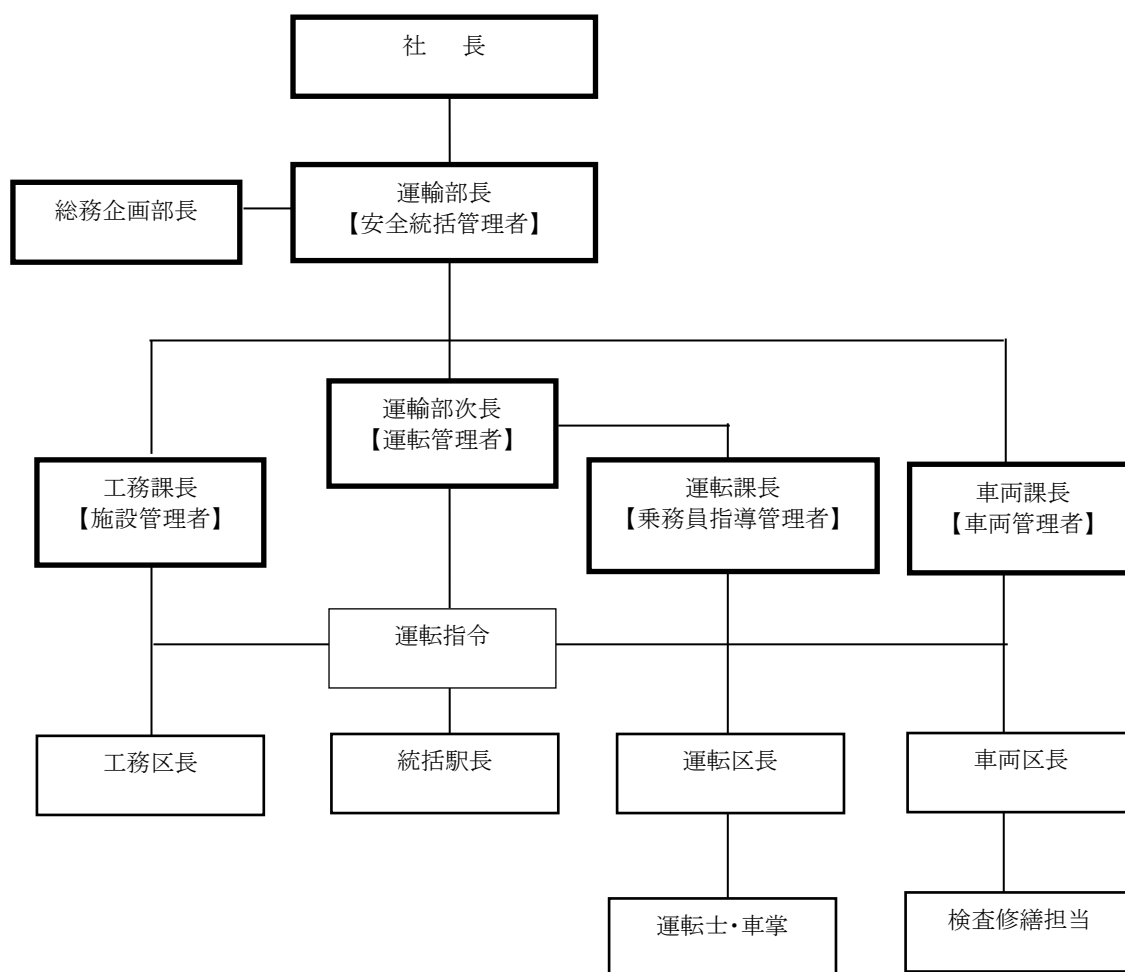 社　長
総務企画部長
運輸部長
【安全統括管理者】
運輸部次長
【運転管理者】
工務課長
【施設管理者】
運転課長
【乗務員指導管理者】
車両課長
【車両管理者】
運転指令
工務区長
統括駅長
運転区長
車両区長
運転士・車掌
検査修繕担当